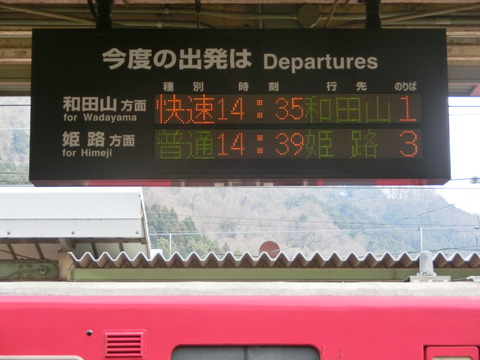 今度の出発は Departures
種別 時刻 行先 のりば
和田山方面 快速 14:35 和田山 1
for Wadayama
姫路方面 普通 14:39 姫路 3
for Himeji